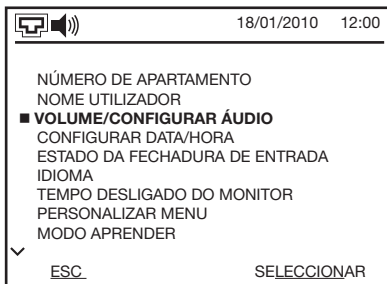 18/01/2010 12:00
NÚMERO DE APARTAMENTO
NOME UTILIZADOR
VOLUME/CONFIGURAR ÁUDIO
CONFIGURAR DATA/HORA
ESTADO DA FECHADURA DE ENTRADA
IDIOMA
TEMPO DESLIGADO DO MONITOR
PERSONALIZAR MENU
MODO APRENDER
ESC SELECCIONAR